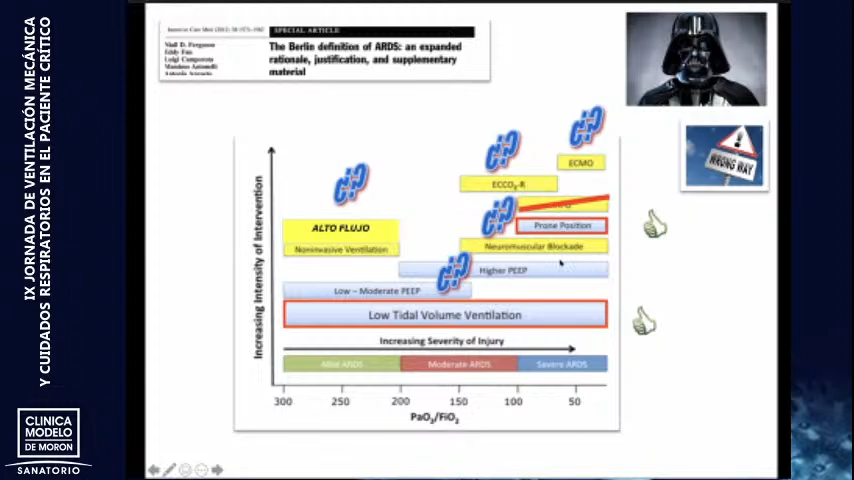 IX JORNADA DE VENTILACIÓN MECÁNICA
Y CUIDADOS RESPIRATORIOS EN EL PACIENTE CRÍTICO
CLINICA
MODELO
DE MORON
SANATORIO
SPECIAL ARTICLE
Niall D. Ferguson
Eddy Fan
Luigi Camporota
Massimo Antonelli
The Berlin definition of ARDS: an expanded
rationale, justification, and supplementary
material
WRONG WAY
ECMO
ECCO₂-R
Prone Position
ALTO FLUJO
Noninvasive Ventilation
Neuromuscular Blockade
Higher PEEP
Low – Moderate PEEP
Low Tidal Volume Ventilation
Increasing Intensity of Intervention
Increasing Severity of Injury
Mild ARDS
Moderate ARDS
Severe ARDS
300 250 200 150 100 50
PaO₂/FiO₂